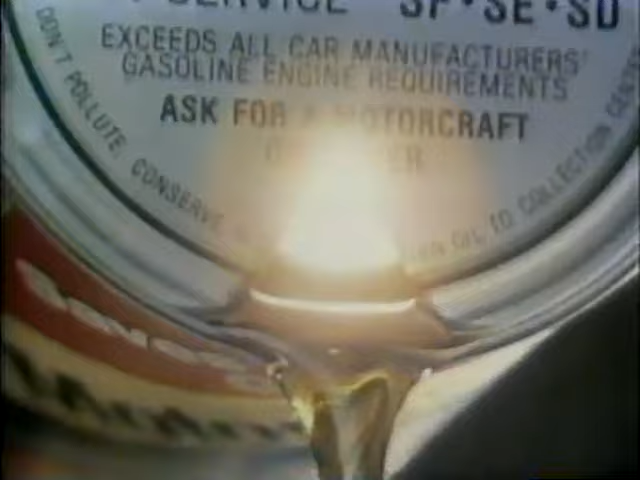 SERVICE SF•SE•SD
EXCEEDS ALL CAR MANUFACTURERS'
GASOLINE ENGINE REQUIREMENTS
ASK FOR A MOTORCRAFT
DON'T POLLUTE. CONSERVE OIL TO COLLECTION CENTER